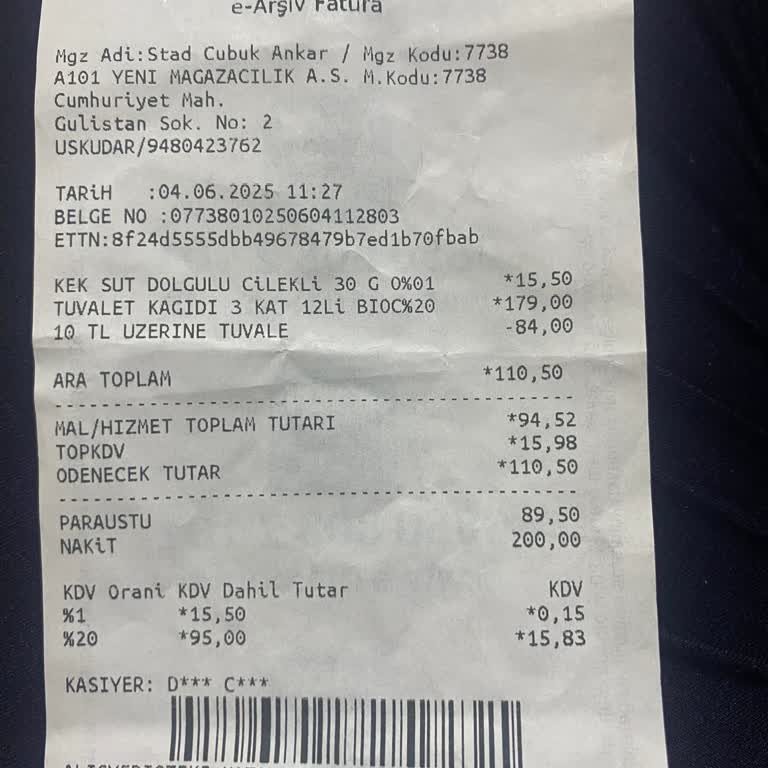 e-Arşiv Fatura
Mgz Adi:Stad Cubuk Ankar / Mgz Kodu:7738
A101 YENI MAGAZACILIK A.S. M.Kodu:7738
Cumhuriyet Mah.
Gulistan Sok. No: 2
USKUDAR/9480423762
TARiH :04.06.2025 11:27
BELGE NO :07738010250604112803
ETTN:8f24d5555dbb49678479b7ed1b70fbab
KEK SUT DOLGULU CiLEKLi 30 G O%01 *15,50
TUVALET KAGIDI 3 KAT 12Li BIOC%20 *179,00
10 TL UZERINE TUVALE -84,00
ARA TOPLAM *110,50
MAL/HIZMET TOPLAM TUTARI *94,52
TOPKDV *15,98
ODENECEK TUTAR *110,50
PARAUSTU 89,50
NAKiT 200,00
KDV Orani KDV Dahil Tutar KDV
%1 *15,50 *0,15
%20 *95,00 *15,83
KASIYER: D*** C***